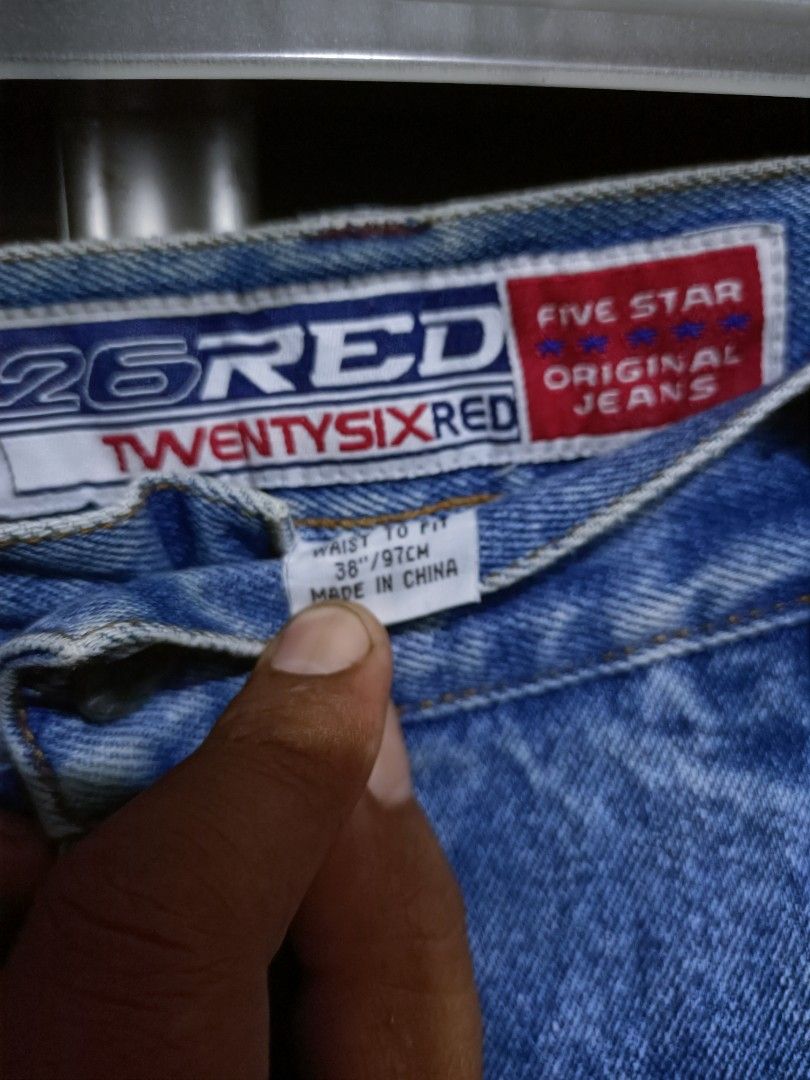 26RED
TWENTYSIXRED
FIVE STAR
ORIGINAL
JEANS
WAIST TO FIT
38"/97CM
MADE IN CHINA